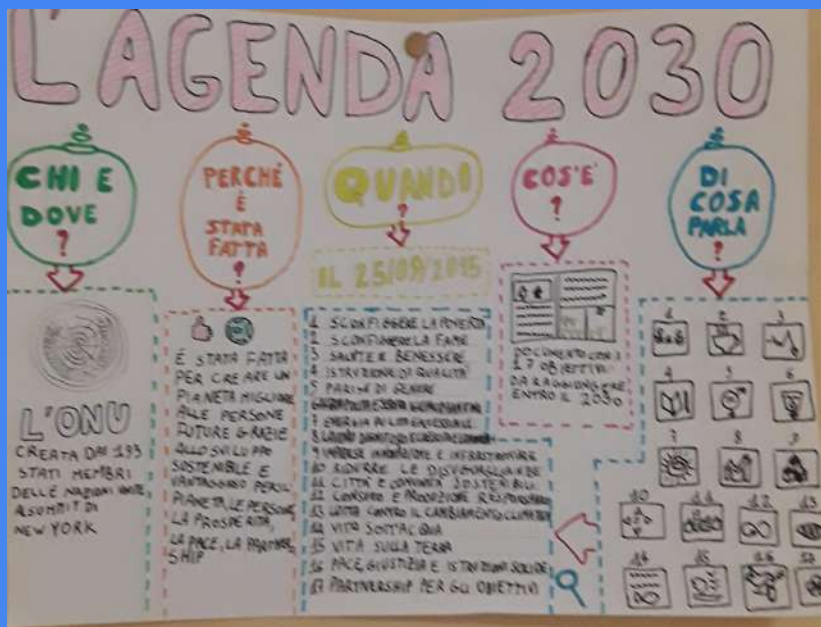 L'AGENDA 2030
CHI E
DOVE
?
PERCHÉ
È
STATA
FATTA
?
QUANDO
?
COS'E'
?
DI
COSA
PARLA
?
L'ONU
CREATA DAI 193
STATI MEMBRI
DELLE NAZIONI UNITE
AL SUMMIT DI
NEW YORK
È STATA FATTA
PER CREARE UN
PIANETA MIGLIORE
ALLE PERSONE
FUTURE GRAZIE
ALLO SVILUPPO
SOSTENIBILE E
VANTAGGIO PER IL
PIANETA, LE PERSONE,
LA PROSPERITÀ,
LA PACE, LA PARTNER
SHIP
IL 25/09/2015
1 SCONFIGGERE LA POVERTÀ
2 SCONFIGGERE LA FAME
3 SALUTE E BENESSERE
4 ISTRUZIONE DI QUALITÀ
5 PARITÀ DI GENERE
7 ENERGIA
8 LAVORO
9 IMPRESE INNOVAZIONE E INFRASTRUTTURE
10 RIDURRE LE DISUGUAGLIANZE
11 CITTÀ E COMUNITÀ SOSTENIBILI
12 CONSUMO E PRODUZIONE RESPONSABILI
13 LOTTA CONTRO IL CAMBIAMENTO CLIMATICO
14 VITA SOTT'ACQUA
15 VITA SULLA TERRA
16 PACE, GIUSTIZIA E ISTITUZIONI SOLIDE
17 PARTNERSHIP PER GLI OBIETTIVI
DOCUMENTO CON I
17 OBIETTIVI
DA RAGGIUNGERE
ENTRO IL 2030
1 2 3
4 5 6
7 8 9
10 11 12 13
14 15 16 17